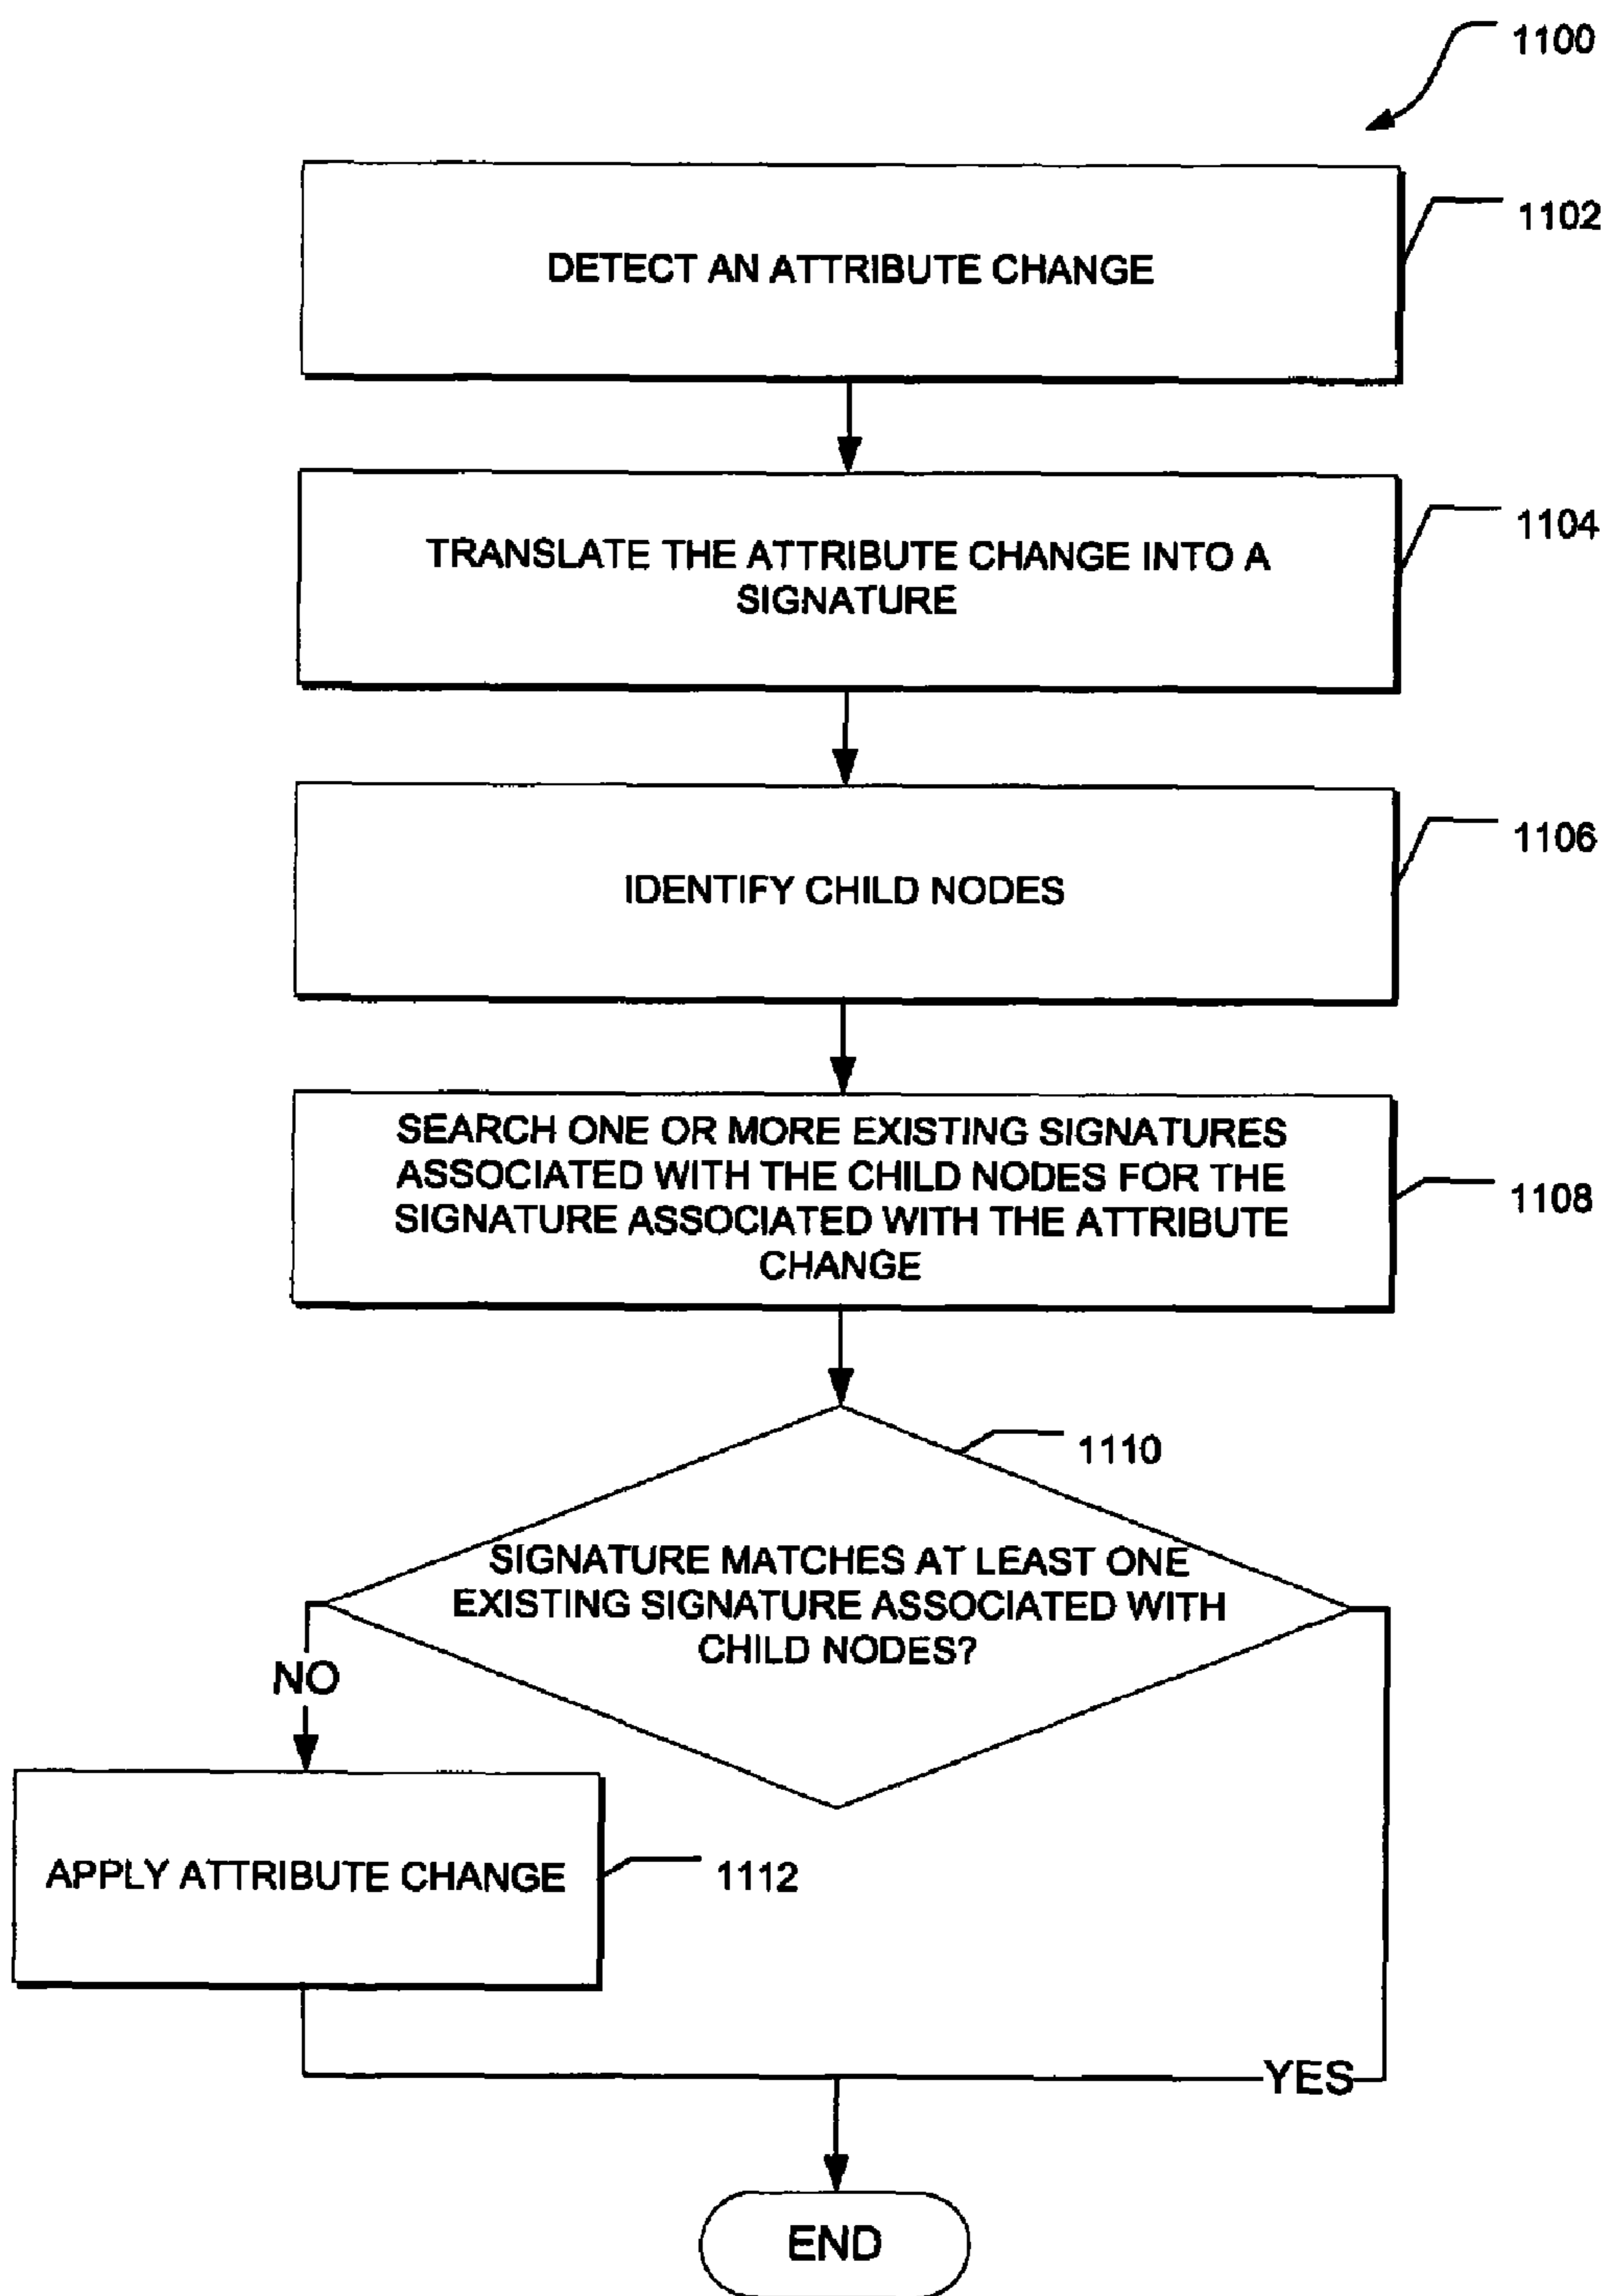 1100
DETECT AN ATTRIBUTE CHANGE
1102
TRANSLATE THE ATTRIBUTE CHANGE INTO A
SIGNATURE
1104
IDENTIFY CHILD NODES
1106
SEARCH ONE OR MORE EXISTING SIGNATURES
ASSOCIATED WITH THE CHILD NODES FOR THE
SIGNATURE ASSOCIATED WITH THE ATTRIBUTE
CHANGE
1108
1110
SIGNATURE MATCHES AT LEAST ONE
EXISTING SIGNATURE ASSOCIATED WITH
CHILD NODES?
NO
APPLY ATTRIBUTE CHANGE
1112
YES
END